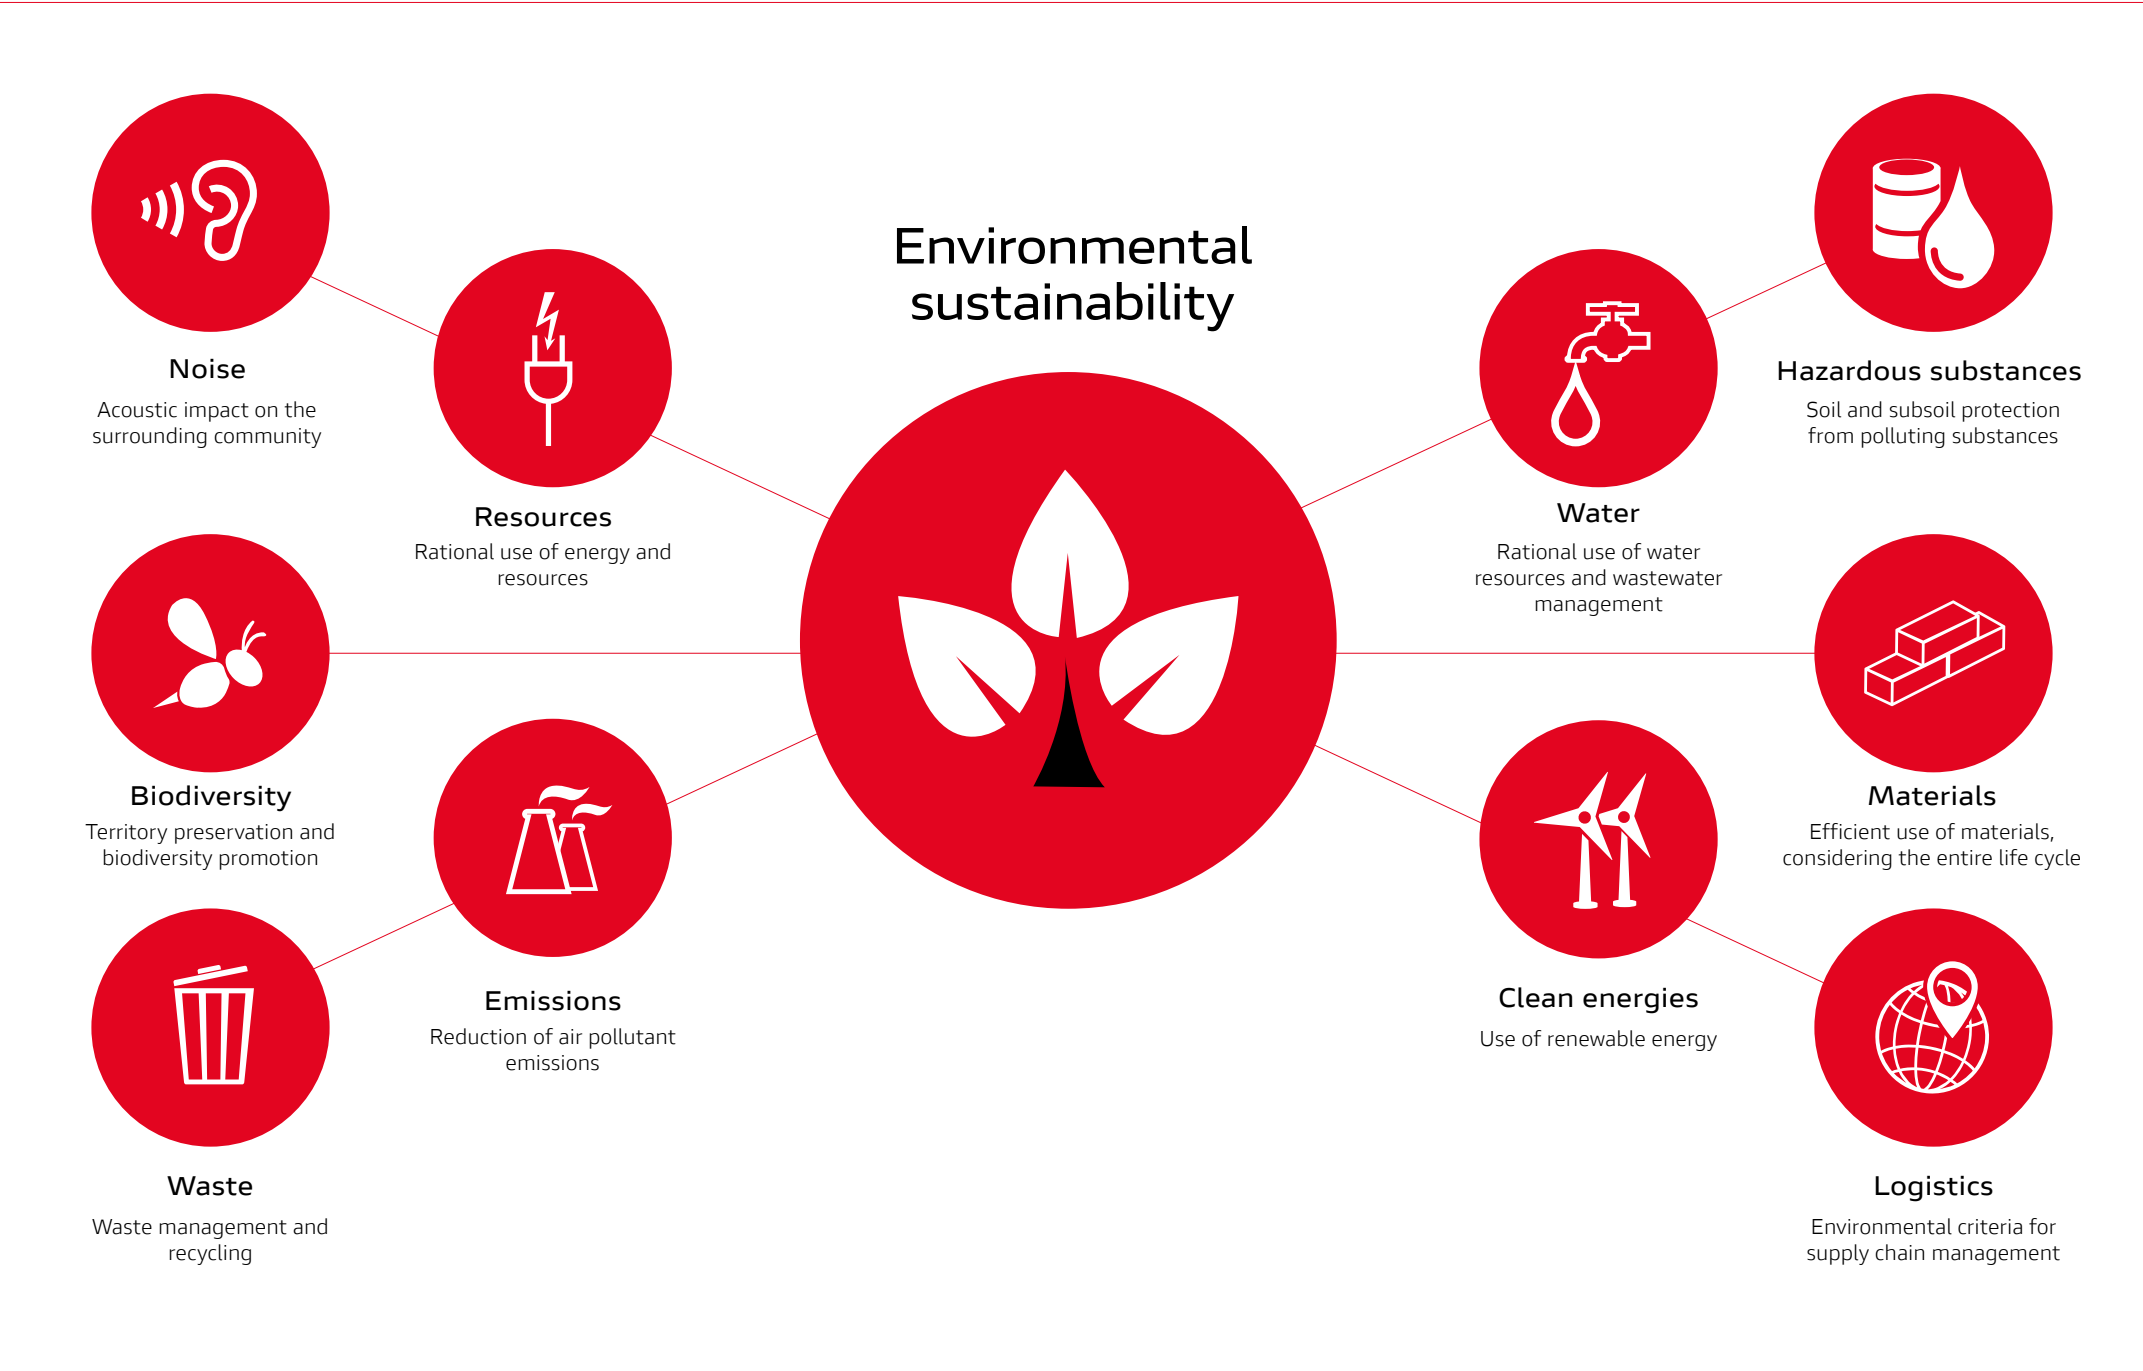 Environmental
sustainability
Noise
Acoustic impact on the
surrounding community
Resources
Rational use of energy and
resources
Biodiversity
Territory preservation and
biodiversity promotion
Emissions
Reduction of air pollutant
emissions
Waste
Waste management and
recycling
Hazardous substances
Soil and subsoil protection
from polluting substances
Water
Rational use of water
resources and wastewater
management
Materials
Efficient use of materials,
considering the entire life cycle
Clean energies
Use of renewable energy
Logistics
Environmental criteria for
supply chain management